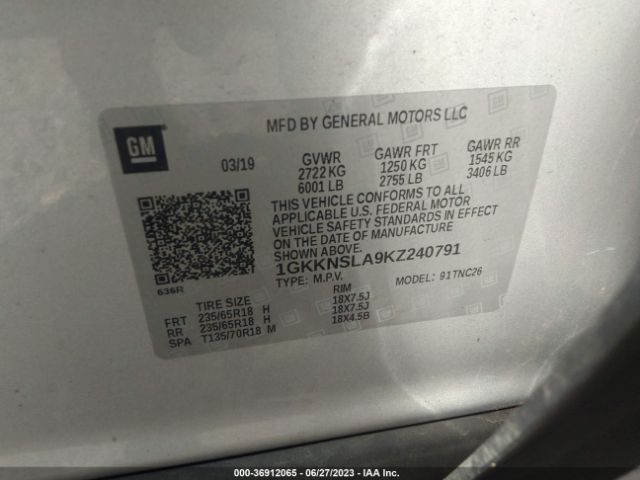 GM
MFD BY GENERAL MOTORS LLC
03/19 GVWR GAWR FRT GAWR RR
2722 KG 1250 KG 1545 KG
6001 LB 2755 LB 3406 LB
THIS VEHICLE CONFORMS TO ALL
APPLICABLE U.S. FEDERAL MOTOR
VEHICLE SAFETY STANDARDS IN EFFECT
ON THE DATE OF MANUFACTURE
SHOWN ABOVE.
1GKKNSLA9KZ240791
TYPE: M.P.V. MODEL: 91TNC26
636R
TIRE SIZE RIM
FRT 235/65R18 H 18X7.5J
RR 235/65R18 H 18X7.5J
SPA T135/70R18 M 18X4.5B
000-36912065 - 06/27/2023 - IAA Inc.